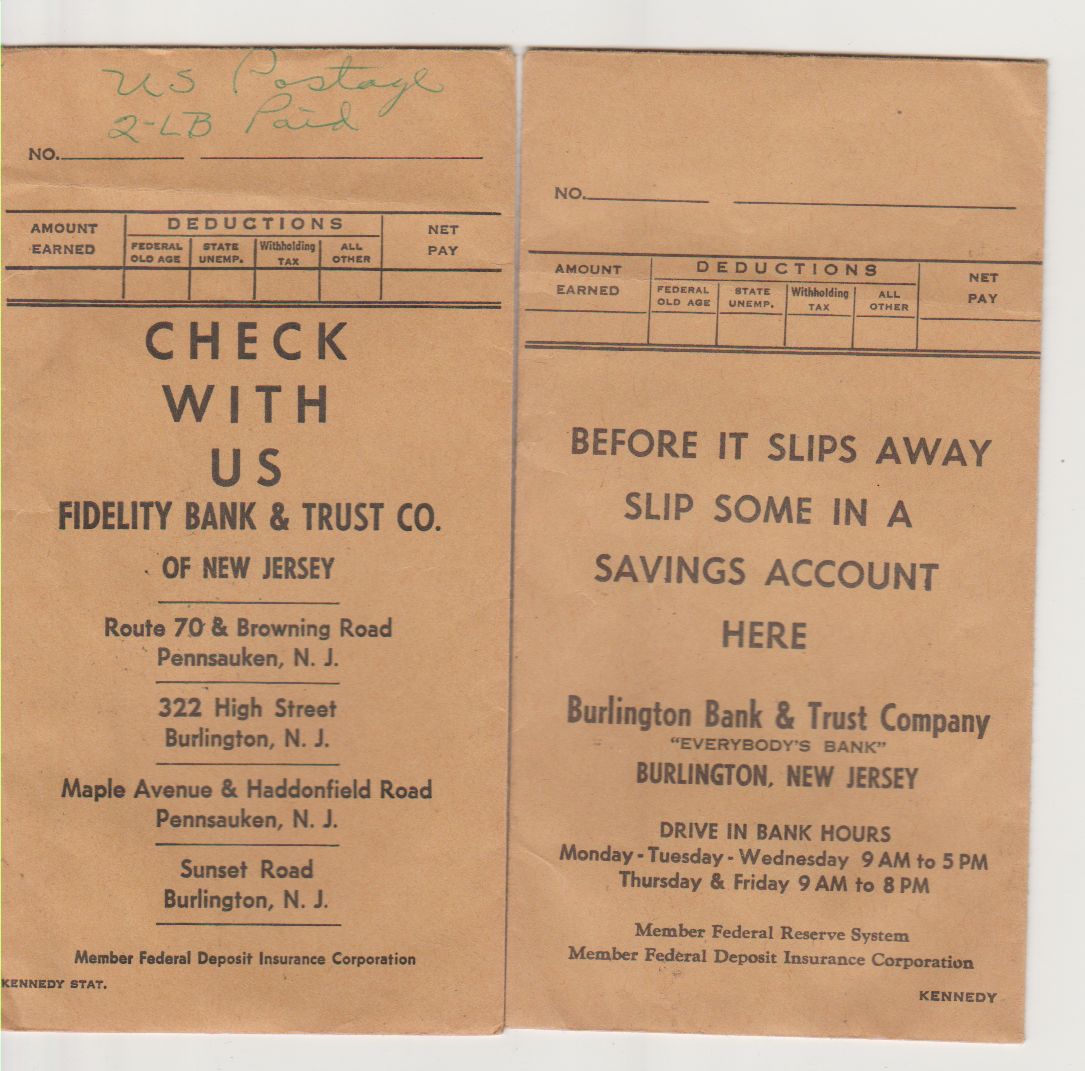 US Postage
2-LB Paid
NO.
AMOUNT EARNED
DEDUCTIONS
FEDERAL OLD AGE
STATE UNEMP.
Withholding TAX
ALL OTHER
NET PAY
CHECK
WITH
US
FIDELITY BANK & TRUST CO.
OF NEW JERSEY
Route 70 & Browning Road
Pennsauken, N. J.
322 High Street
Burlington, N. J.
Maple Avenue & Haddonfield Road
Pennsauken, N. J.
Sunset Road
Burlington, N. J.
Member Federal Deposit Insurance Corporation
KENNEDY STAT.
NO.
AMOUNT EARNED
DEDUCTIONS
FEDERAL OLD AGE
STATE UNEMP.
Withholding TAX
ALL OTHER
NET PAY
BEFORE IT SLIPS AWAY
SLIP SOME IN A
SAVINGS ACCOUNT
HERE
Burlington Bank & Trust Company
"EVERYBODY'S BANK"
BURLINGTON, NEW JERSEY
DRIVE IN BANK HOURS
Monday - Tuesday - Wednesday 9 AM to 5 PM
Thursday & Friday 9 AM to 8 PM
Member Federal Reserve System
Member Federal Deposit Insurance Corporation
KENNEDY